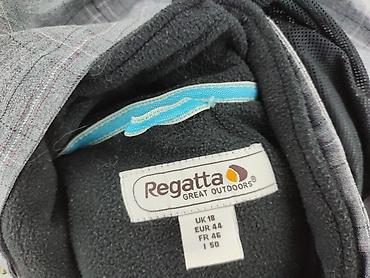 Regatta
GREAT OUTDOORS®
UK 18
EUR 44
FR 46
I 50